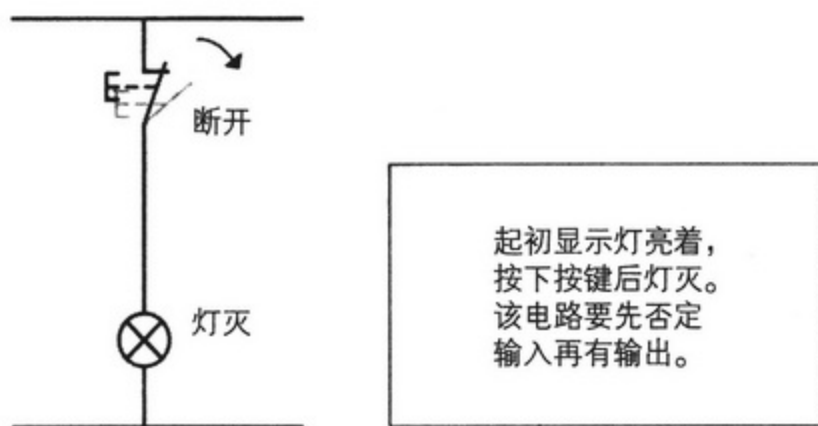 断开
灯灭
起初显示灯亮着，
按下按键后灯灭。
该电路要先否定
输入再有输出。